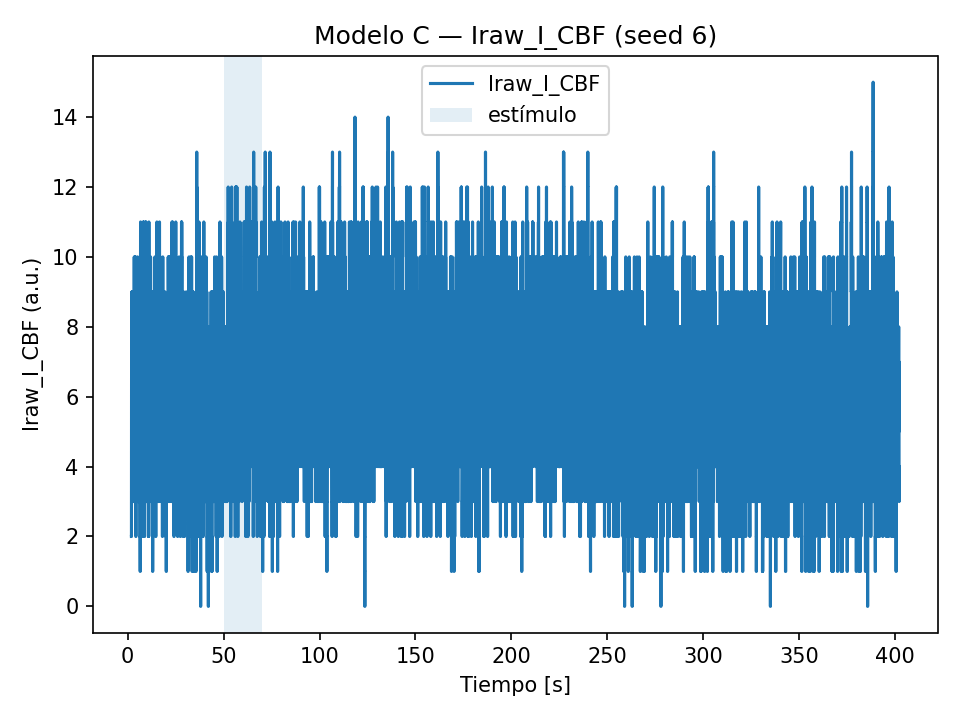 Modelo C — Iraw_I_CBF (seed 6)
Iraw_I_CBF
estímulo
Iraw_I_CBF (a.u.)
14
12
10
8
6
4
2
0
0 50 100 150 200 250 300 350 400
Tiempo [s]